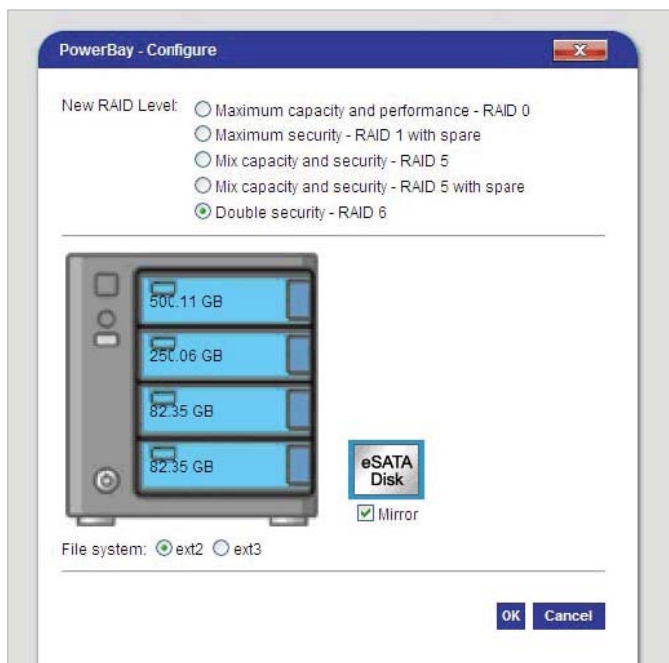 PowerBay - Configure
X
New RAID Level:
Maximum capacity and performance - RAID 0
Maximum security - RAID 1 with spare
Mix capacity and security - RAID 5
Mix capacity and security - RAID 5 with spare
Double security - RAID 6
500.11 GB
250.06 GB
82.35 GB
82.35 GB
eSATA
Disk
Mirror
File system: ext2 ext3
OK Cancel